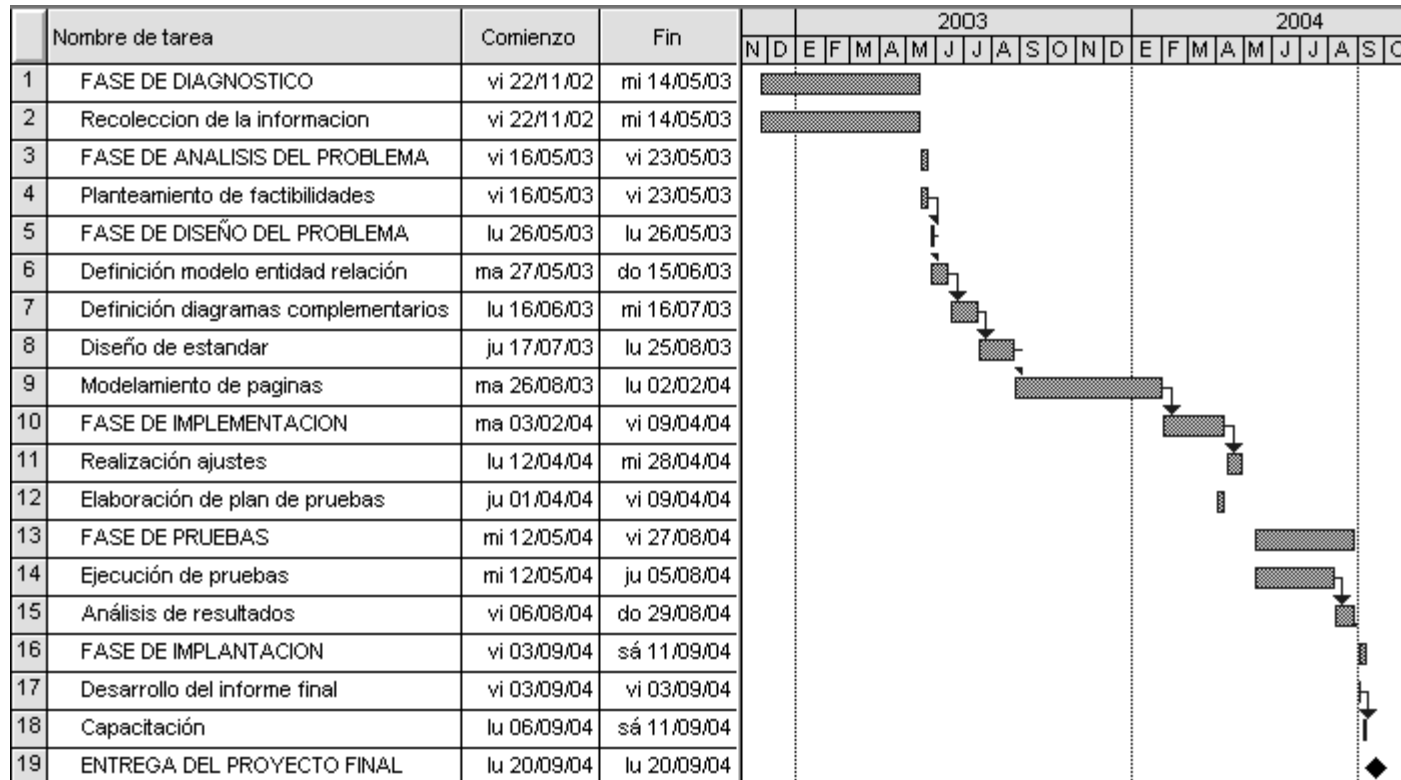 Nombre de tarea Comienzo Fin 2003 2004
N D E F M A M J J A S O N D E F M A M J J A S O
1 FASE DE DIAGNOSTICO vi 22/11/02 mi 14/05/03
2 Recoleccion de la informacion vi 22/11/02 mi 14/05/03
3 FASE DE ANALISIS DEL PROBLEMA vi 16/05/03 vi 23/05/03
4 Planteamiento de factibilidades vi 16/05/03 vi 23/05/03
5 FASE DE DISEÑO DEL PROBLEMA lu 26/05/03 lu 26/05/03
6 Definición modelo entidad relación ma 27/05/03 do 15/06/03
7 Definición diagramas complementarios lu 16/06/03 mi 16/07/03
8 Diseño de estandar ju 17/07/03 lu 25/08/03
9 Modelamiento de paginas ma 26/08/03 lu 02/02/04
10 FASE DE IMPLEMENTACION ma 03/02/04 vi 09/04/04
11 Realización ajustes lu 12/04/04 mi 28/04/04
12 Elaboración de plan de pruebas ju 01/04/04 vi 09/04/04
13 FASE DE PRUEBAS mi 12/05/04 vi 27/08/04
14 Ejecución de pruebas mi 12/05/04 ju 05/08/04
15 Análisis de resultados vi 06/08/04 do 29/08/04
16 FASE DE IMPLANTACION vi 03/09/04 sá 11/09/04
17 Desarrollo del informe final vi 03/09/04 vi 03/09/04
18 Capacitación lu 06/09/04 sá 11/09/04
19 ENTREGA DEL PROYECTO FINAL lu 20/09/04 lu 20/09/04